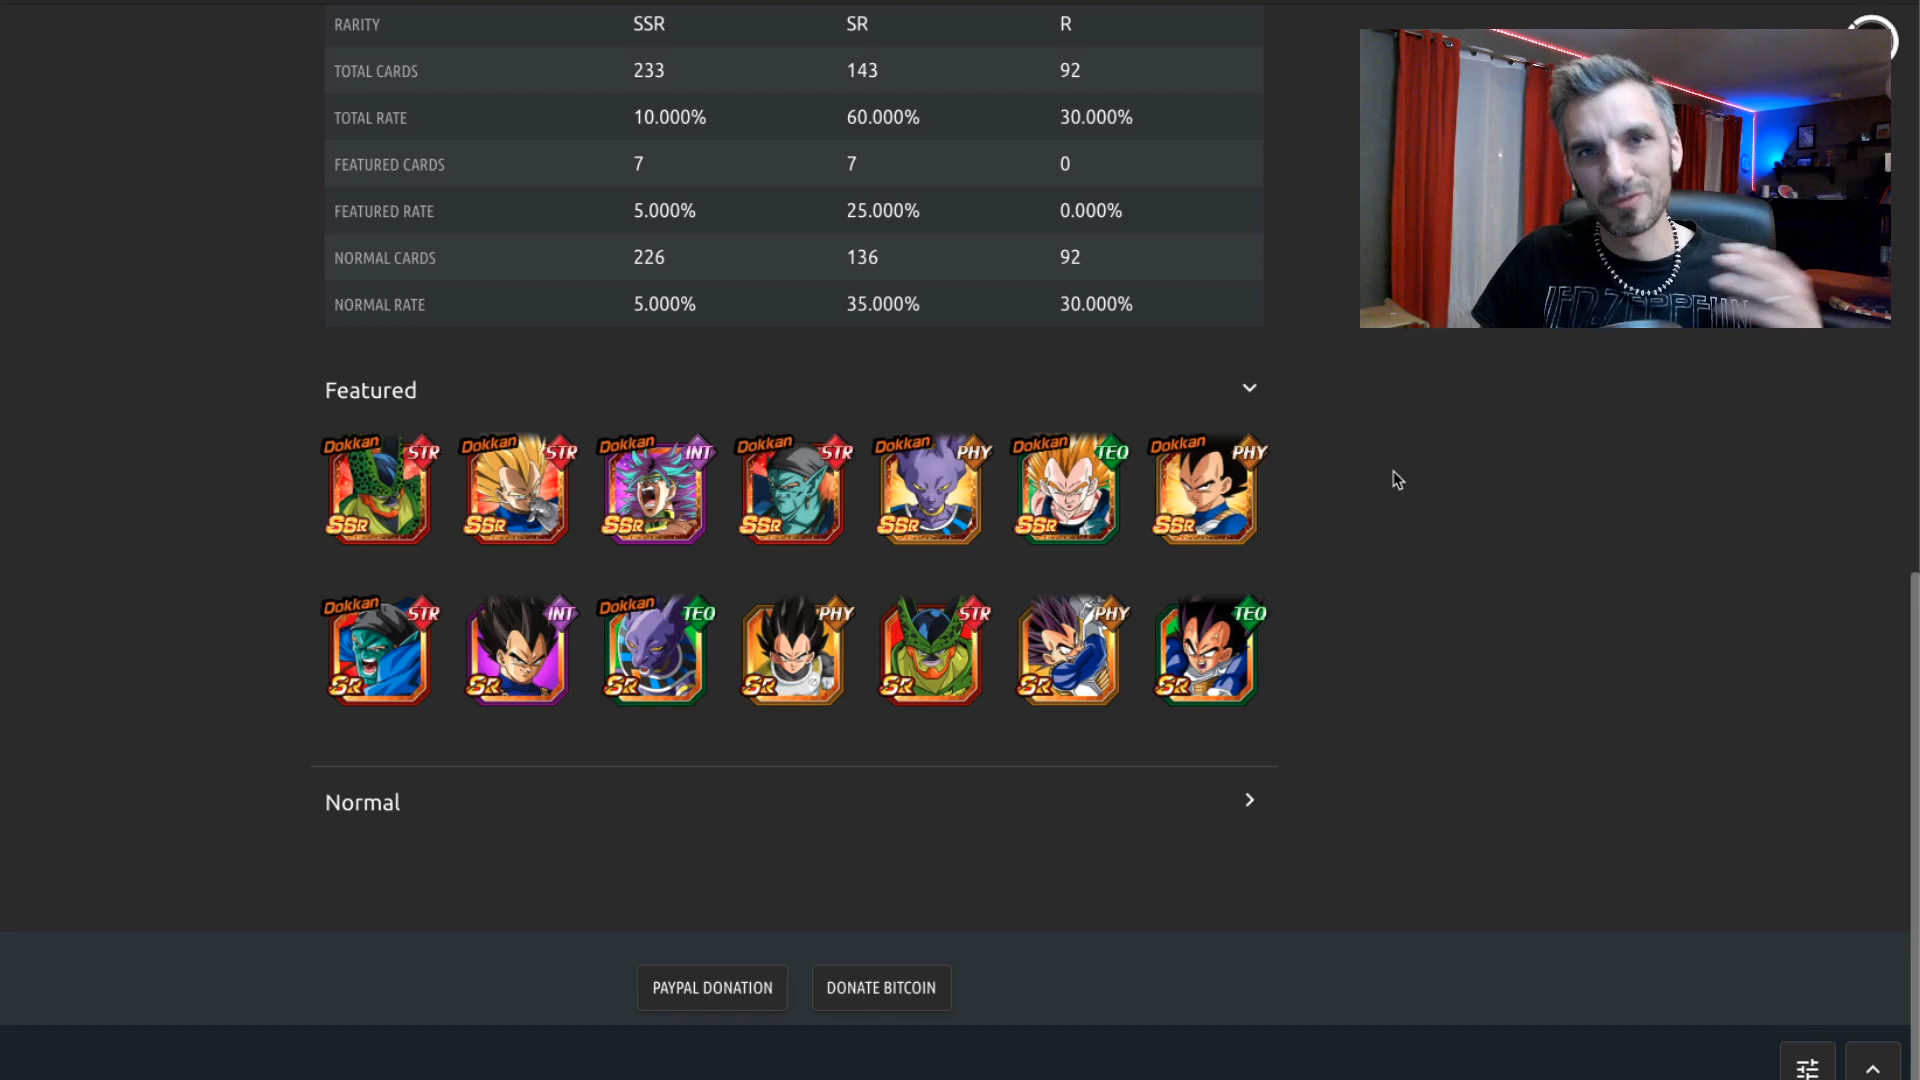 RARITY SSR SR R
TOTAL CARDS 233 143 92
TOTAL RATE 10.000% 60.000% 30.000%
FEATURED CARDS 7 7 0
FEATURED RATE 5.000% 25.000% 0.000%
NORMAL CARDS 226 136 92
NORMAL RATE 5.000% 35.000% 30.000%
LED ZEPPELIN
Featured
Dokkan STR Dokkan STR Dokkan INT Dokkan STR Dokkan PHY Dokkan TEQ Dokkan PHY
SSR SSR SSR SSR SSR SSR SSR
Dokkan STR INT Dokkan TEQ PHY STR PHY TEQ
SR SR SR SR SR SR SR
Normal
PAYPAL DONATION DONATE BITCOIN